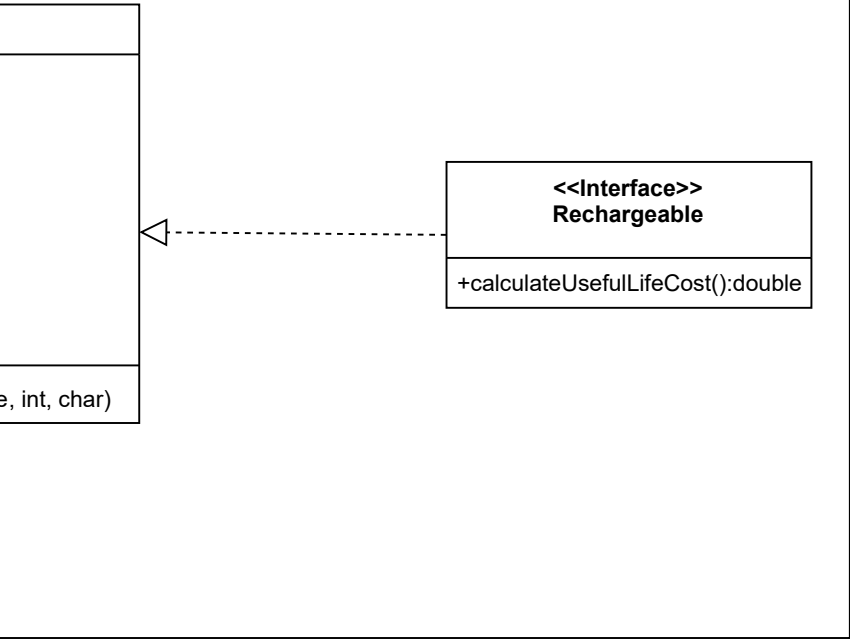 <<Interface>>
Rechargeable
+calculateUsefulLifeCost():double
, int, char)